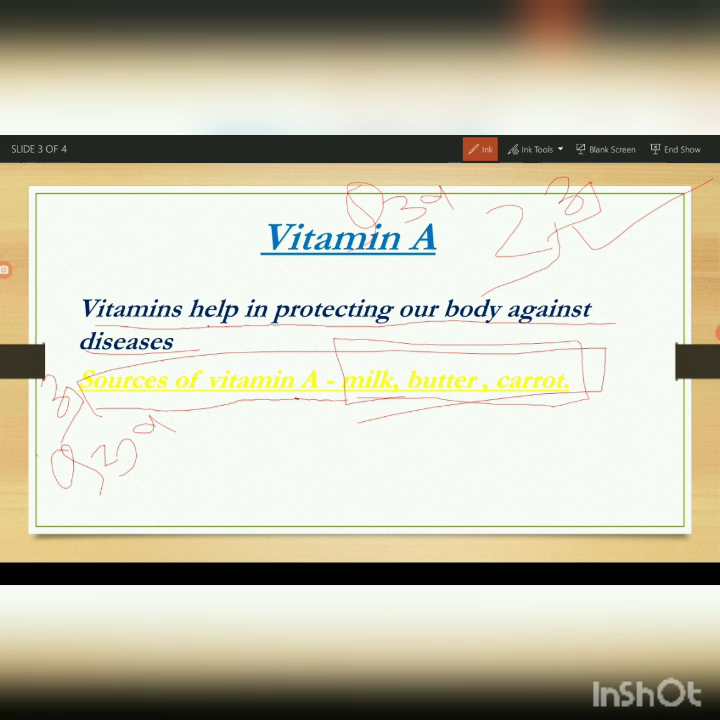 SLIDE 3 OF 4
Ink
Ink Tools
Blank Screen
End Show
Vitamin A
Vitamins help in protecting our body against
diseases
Sources of vitamin A - milk, butter , carrot.
InShOt